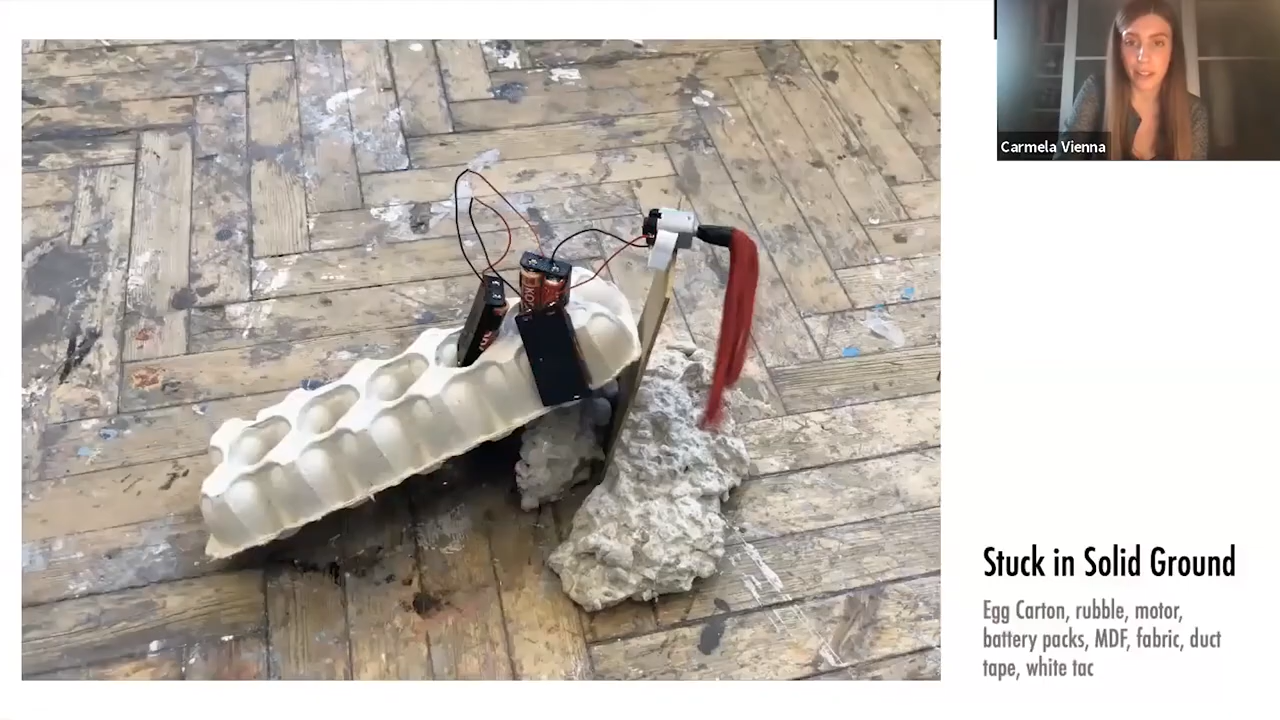 Carmela Vienna
Stuck in Solid Ground
Egg Carton, rubble, motor,
battery packs, MDF, fabric, duct
tape, white tac